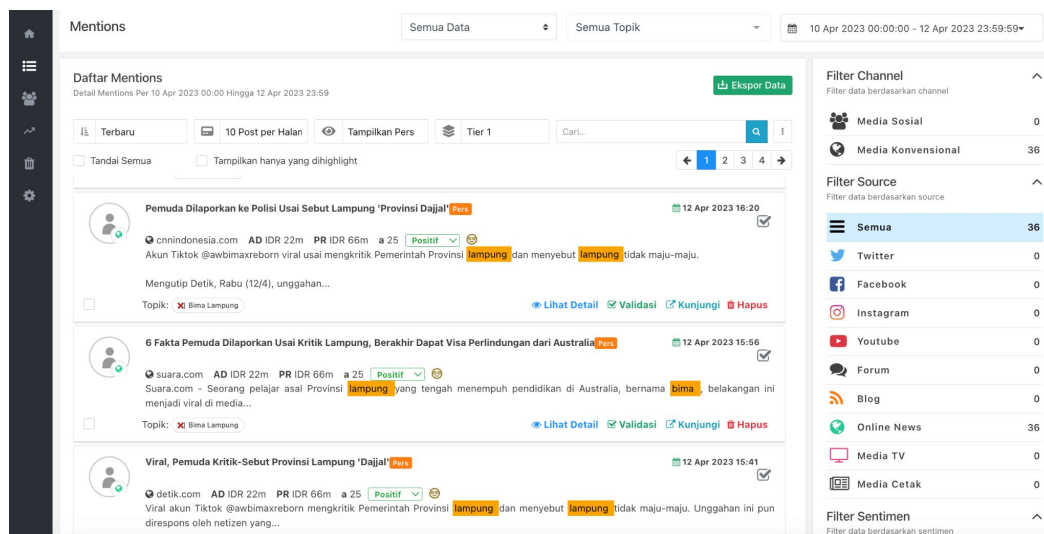 Mentions
Semua Data
Semua Topik
10 Apr 2023 00:00:00 - 12 Apr 2023 23:59:59
Daftar Mentions
Detail Mentions Per 10 Apr 2023 00:00 Hingga 12 Apr 2023 23:59
Ekspor Data
Terbaru
10 Post per Halan
Tampilkan Pers
Tier 1
Cari...
Tandai Semua
Tampilkan hanya yang dihighlight
1 2 3 4
Pemuda Dilaporkan ke Polisi Usai Sebut Lampung 'Provinsi Dajjal' Pers
12 Apr 2023 16:20
cnnindonesia.com AD IDR 22m PR IDR 66m a 25 Positif
Akun Tiktok @awbimaxreborn viral usai mengkritik Pemerintah Provinsi lampung dan menyebut lampung tidak maju-maju.
Mengutip Detik, Rabu (12/4), unggahan...
Topik: Bima Lampung
Lihat Detail Validasi Kunjungi Hapus
6 Fakta Pemuda Dilaporkan Usai Kritik Lampung, Berakhir Dapat Visa Perlindungan dari Australia Pers
12 Apr 2023 15:56
suara.com AD IDR 22m PR IDR 66m a 25 Positif
Suara.com - Seorang pelajar asal Provinsi lampung yang tengah menempuh pendidikan di Australia, bernama bima , belakangan ini
menjadi viral di media...
Topik: Bima Lampung
Lihat Detail Validasi Kunjungi Hapus
Viral, Pemuda Kritik-Sebut Provinsi Lampung 'Dajjal' Pers
12 Apr 2023 15:41
detik.com AD IDR 22m PR IDR 66m a 25 Positif
Viral akun Tiktok @awbimaxreborn mengkritik Pemerintah Provinsi lampung dan menyebut lampung tidak maju-maju. Unggahan ini pun
direspons oleh netizen yang...
Filter Channel
Filter data berdasarkan channel
Media Sosial 0
Media Konvensional 36
Filter Source
Filter data berdasarkan source
Semua 36
Twitter 0
Facebook 0
Instagram 0
Youtube 0
Forum 0
Blog 0
Online News 36
Media TV 0
Media Cetak 0
Filter Sentimen
Filter data berdasarkan sentimen